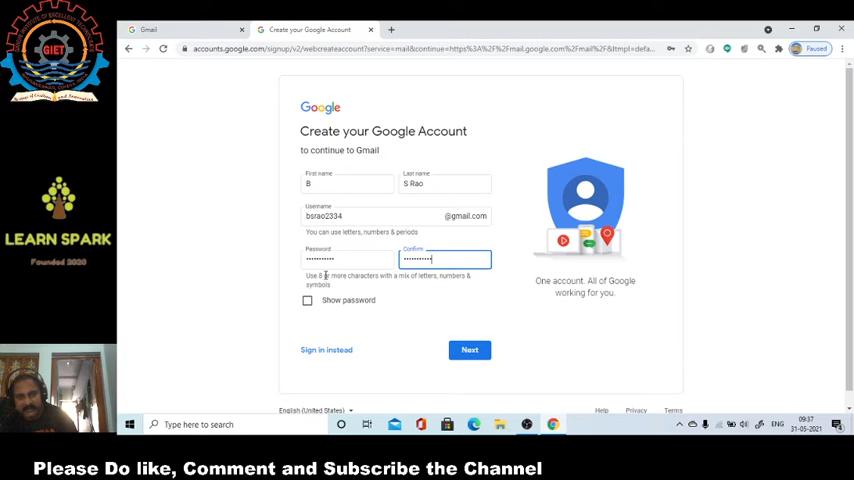 GIET
LEARN SPARK
Founded 2020
Gmail
Create your Google Account
accounts.google.com/signup/v2/webcreateaccount?service=mail&continue=https%3A%2F%2Fmail.google.com%2Fmail%2F&ltmpl=defa...
Paused
Google
Create your Google Account
to continue to Gmail
First name
Last name
B
S Rao
Username
bsrao2334
@gmail.com
You can use letters, numbers & periods
Password
Confirm
Use 8 or more characters with a mix of letters, numbers &
symbols
Show password
Sign in instead
Next
One account. All of Google
working for you.
English (United States)
Help
Privacy
Terms
Type here to search
ENG
09:37
31-05-2021
Please Do like, Comment and Subscribe the Channel